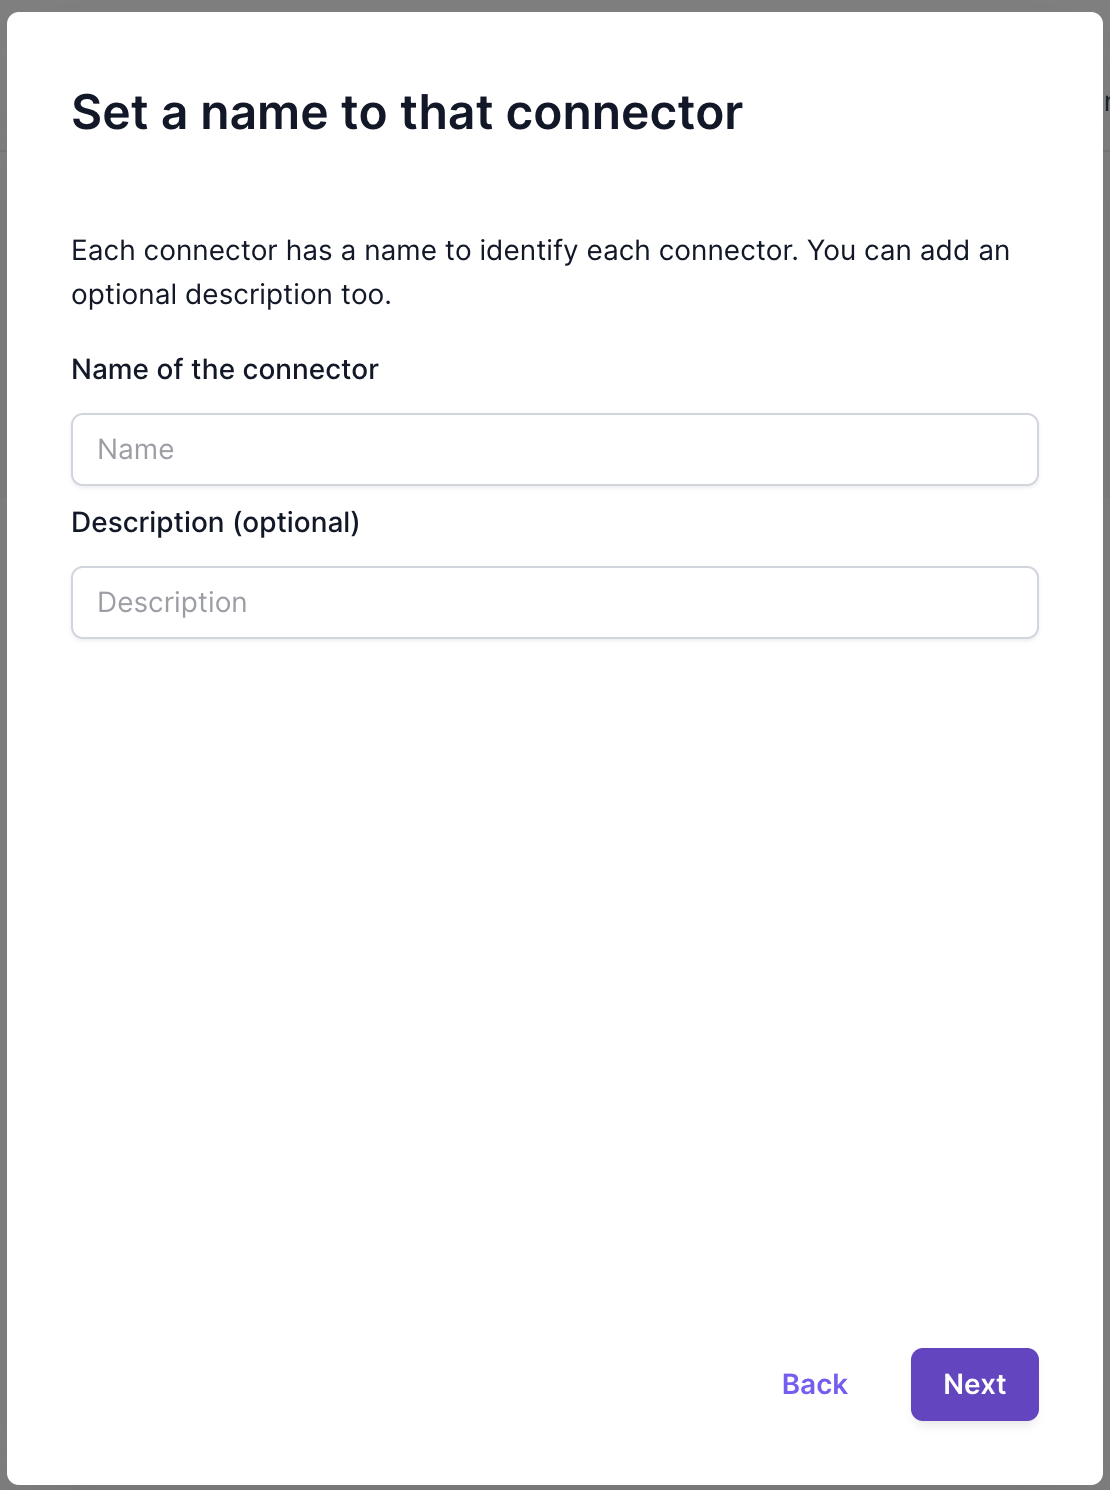 Set a name to that connector
Each connector has a name to identify each connector. You can add an
optional description too.
Name of the connector
Name
Description (optional)
Description
Back
Next